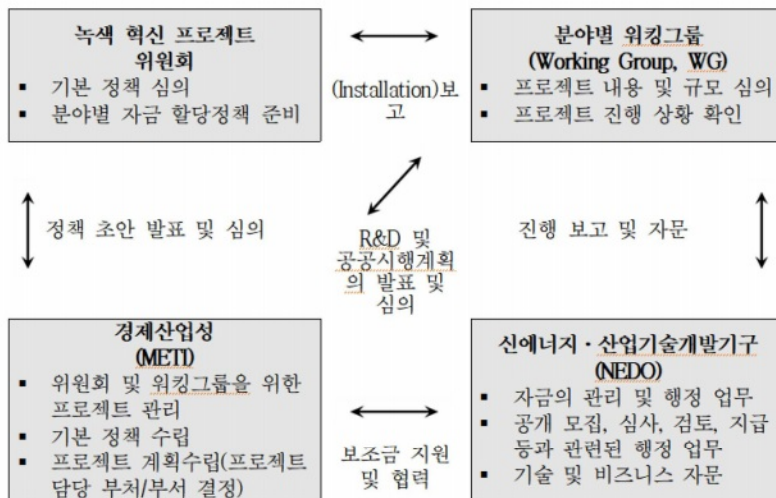 녹색 혁신 프로젝트
위원회
▪ 기본 정책 심의
▪ 분야별 자금 할당정책 준비
(Installation)보
고
분야별 워킹그룹
(Working Group, WG)
▪ 프로젝트 내용 및 규모 심의
▪ 프로젝트 진행 상황 확인
정책 초안 발표 및 심의
R&D 및
공공시행계획
의 발표 및
심의
진행 보고 및 자문
경제산업성
(METI)
▪ 위원회 및 워킹그룹을 위한
프로젝트 관리
▪ 기본 정책 수립
▪ 프로젝트 계획수립(프로젝트
담당 부처/부서 결정)
보조금 지원
및 협력
신에너지・산업기술개발기구
(NEDO)
▪ 자금의 관리 및 행정 업무
▪ 공개 모집, 심사, 검토, 지급
등과 관련된 행정 업무
▪ 기술 및 비즈니스 자문